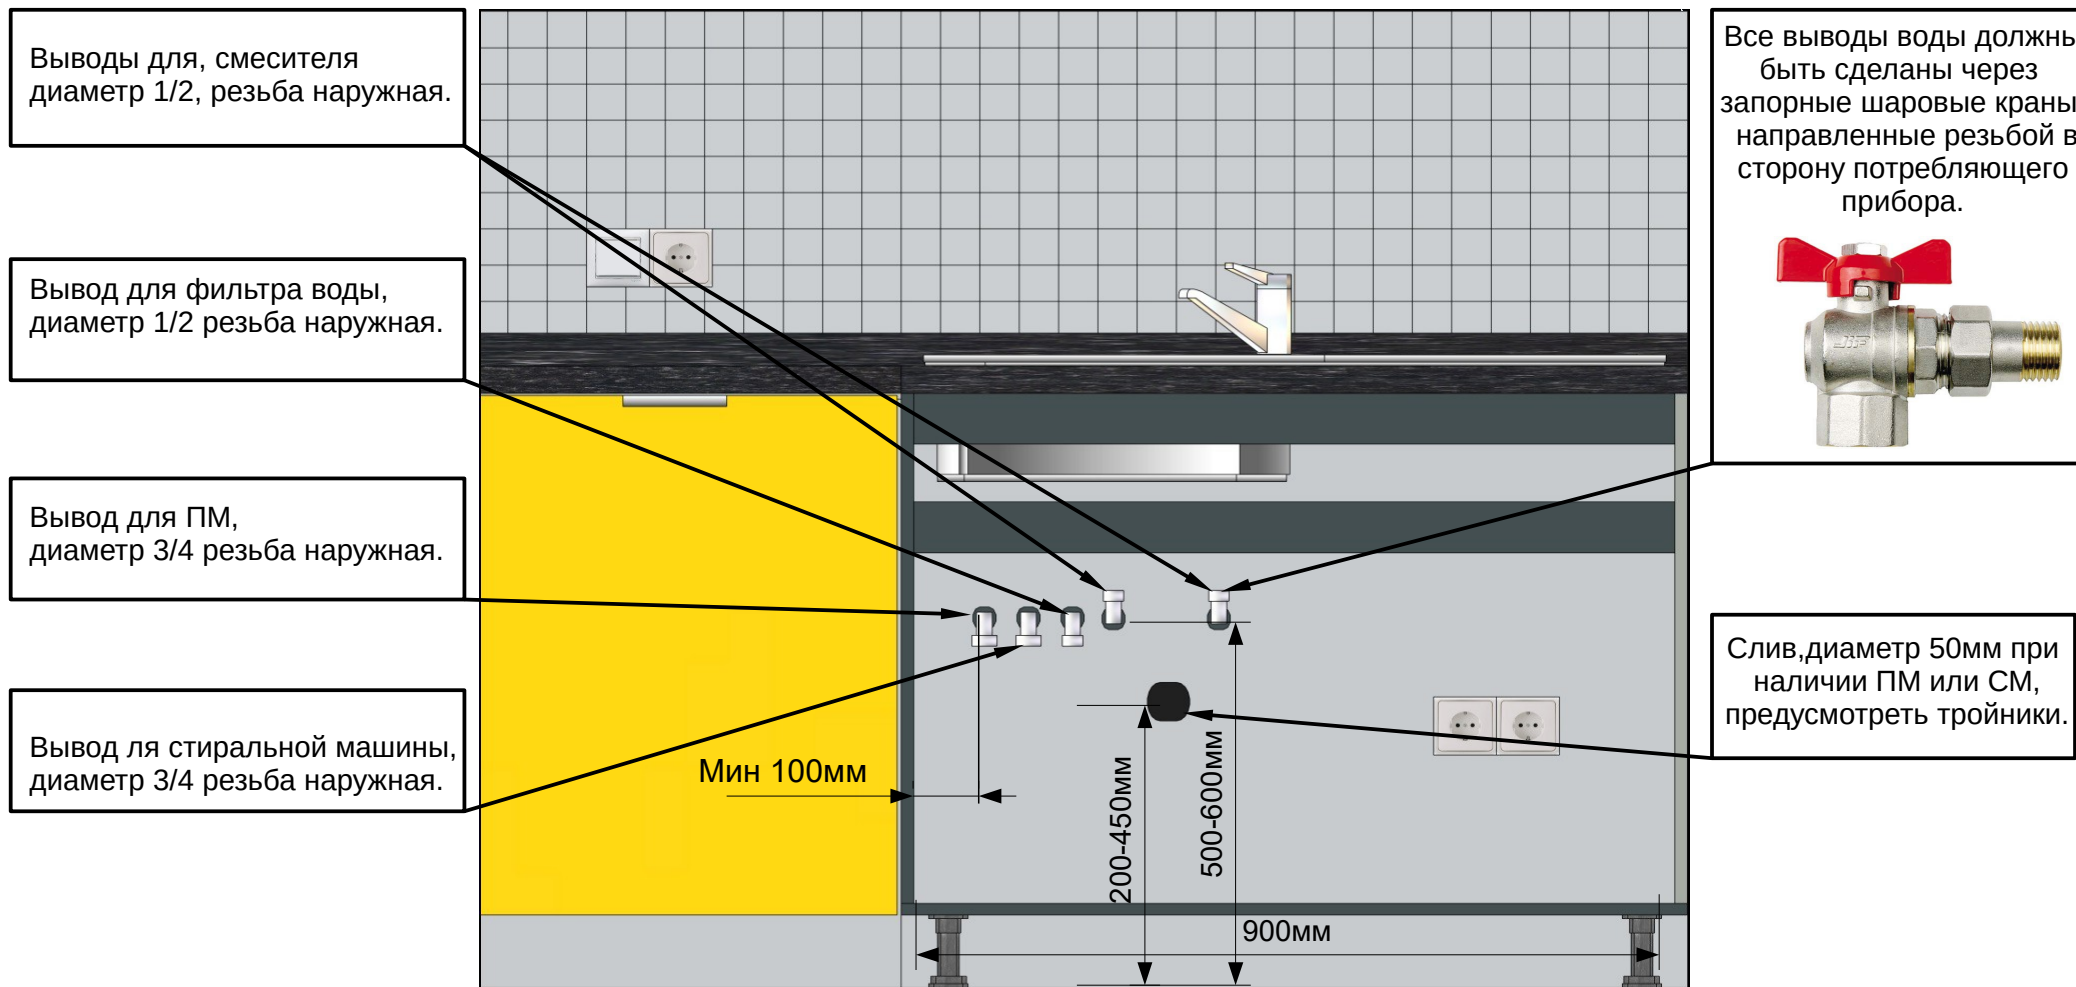 Выводы для, смесителя
диаметр 1/2, резьба наружная.
Вывод для фильтра воды,
диаметр 1/2 резьба наружная.
Вывод для ПМ,
диаметр 3/4 резьба наружная.
Вывод ля стиральной машины,
диаметр 3/4 резьба наружная.
Мин 100мм
200-450мм
500-600мм
900мм
Все выводы воды должны
быть сделаны через
запорные шаровые краны
направленные резьбой в
сторону потребляющего
прибора.
Слив,диаметр 50мм при
наличии ПМ или СМ,
предусмотреть тройники.